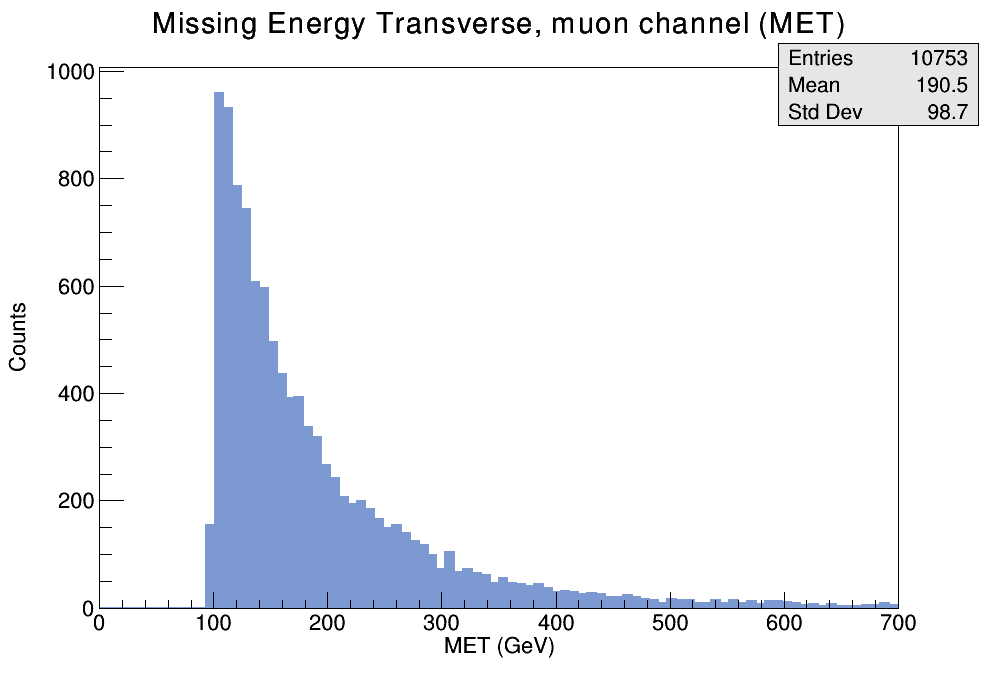 Missing Energy Transverse, muon channel (MET)
Entries 10753
Mean 190.5
Std Dev 98.7
1000
800
600
400
200
0
Counts
0 100 200 300 400 500 600 700
MET (GeV)